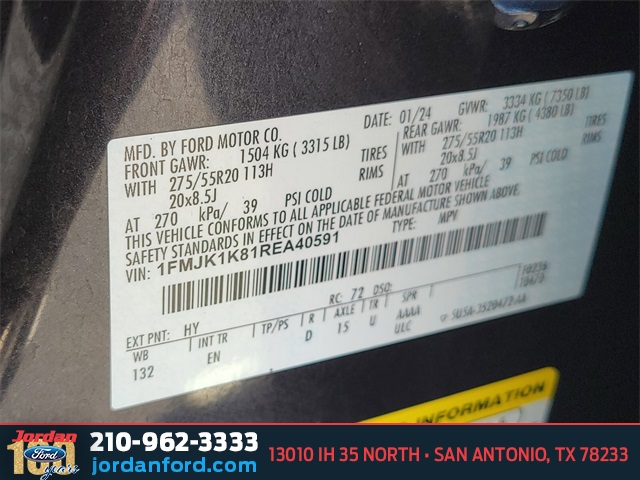 MFD. BY FORD MOTOR CO.
DATE: 01/24 GVWR: 3334 KG ( 7350 LB)
FRONT GAWR: 1504 KG ( 3315 LB)
REAR GAWR: 1987 KG ( 4380 LB)
WITH 275/55R20 113H TIRES
WITH 275/55R20 113H TIRES
20x8.5J RIMS
20x8.5J RIMS
AT 270 kPa/ 39 PSI COLD
AT 270 kPa/ 39 PSI COLD
THIS VEHICLE CONFORMS TO ALL APPLICABLE FEDERAL MOTOR VEHICLE
SAFETY STANDARDS IN EFFECT ON THE DATE OF MANUFACTURE SHOWN ABOVE.
VIN: 1FMJK1K81REA40591 TYPE: MPV
EXT PNT: HY RC: 72 DSO:
WB INT TR TP/PS R AXLE TR SPR
132 EN D 15 U AAAA
ULC
INFORMATION
Jordan
Ford
100
years
210-962-3333
jordanford.com
13010 IH 35 NORTH • SAN ANTONIO, TX 78233